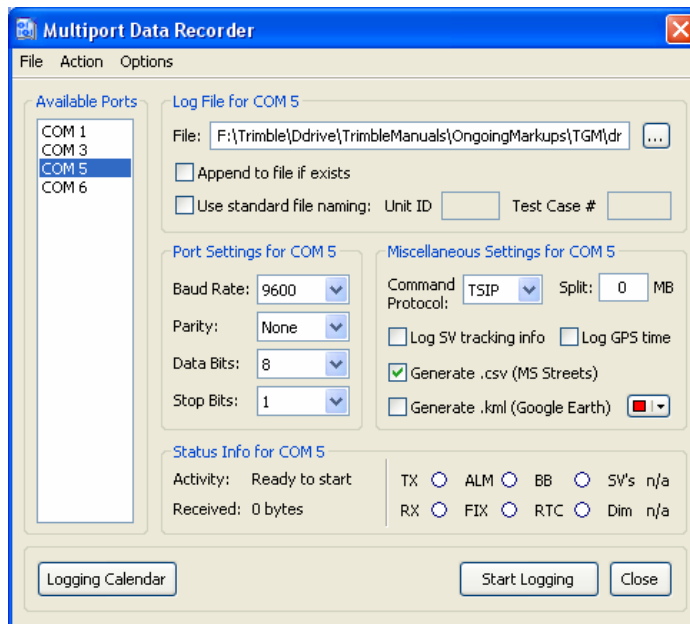 Multiport Data Recorder
File Action Options
Available Ports
COM 1
COM 3
COM 5
COM 6
Log File for COM 5
File: F:\Trimble\Ddrive\TrimbleManuals\OngoingMarkups\TGM\dr ...
Append to file if exists
Use standard file naming: Unit ID Test Case #
Port Settings for COM 5
Baud Rate: 9600
Parity: None
Data Bits: 8
Stop Bits: 1
Miscellaneous Settings for COM 5
Command Protocol: TSIP Split: 0 MB
Log SV tracking info Log GPS time
Generate .csv (MS Streets)
Generate .kml (Google Earth)
Status Info for COM 5
Activity: Ready to start
Received: 0 bytes
TX ALM BB SV's n/a
RX FIX RTC Dim n/a
Logging Calendar Start Logging Close